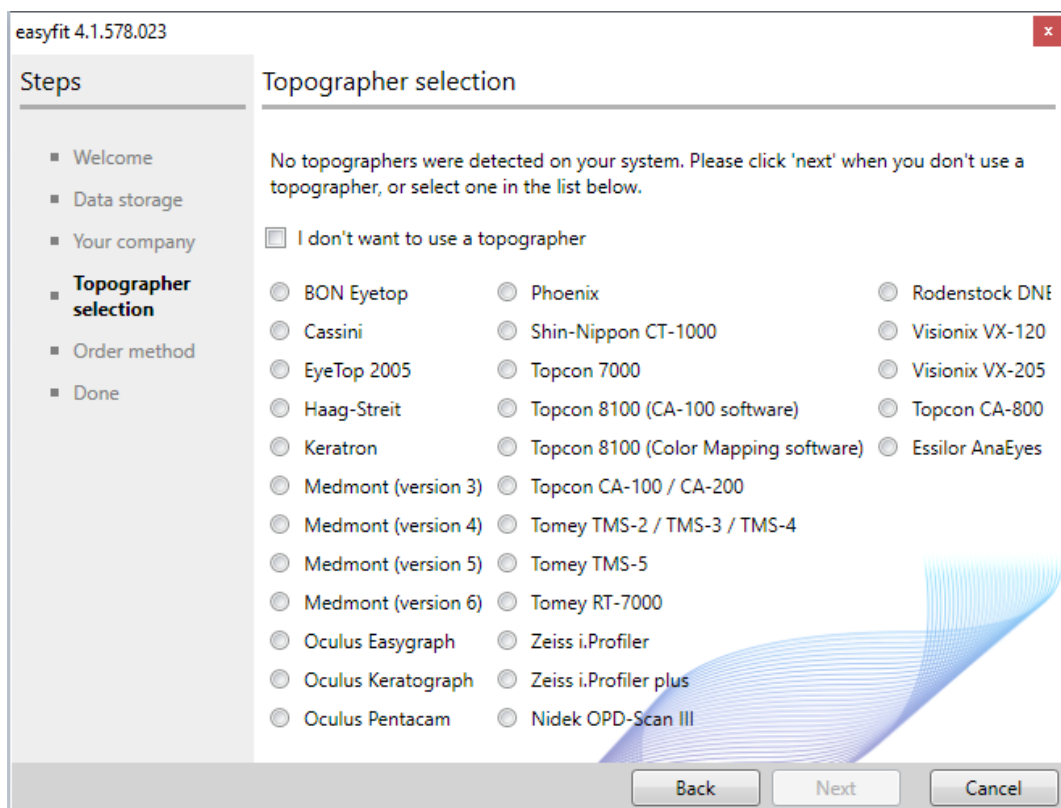 easyfit 4.1.578.023
x
Steps
Topographer selection
Welcome
Data storage
Your company
Topographer
selection
Order method
Done
No topographers were detected on your system. Please click 'next' when you don't use a
topographer, or select one in the list below.
I don't want to use a topographer
BON Eyetop
Cassini
EyeTop 2005
Haag-Streit
Keratron
Medmont (version 3)
Medmont (version 4)
Medmont (version 5)
Medmont (version 6)
Oculus Easygraph
Oculus Keratograph
Oculus Pentacam
Phoenix
Shin-Nippon CT-1000
Topcon 7000
Topcon 8100 (CA-100 software)
Topcon 8100 (Color Mapping software)
Topcon CA-100 / CA-200
Tomey TMS-2 / TMS-3 / TMS-4
Tomey TMS-5
Tomey RT-7000
Zeiss i.Profiler
Zeiss i.Profiler plus
Nidek OPD-Scan III
Rodenstock DNE
Visionix VX-120
Visionix VX-205
Topcon CA-800
Essilor AnaEyes
Back
Next
Cancel